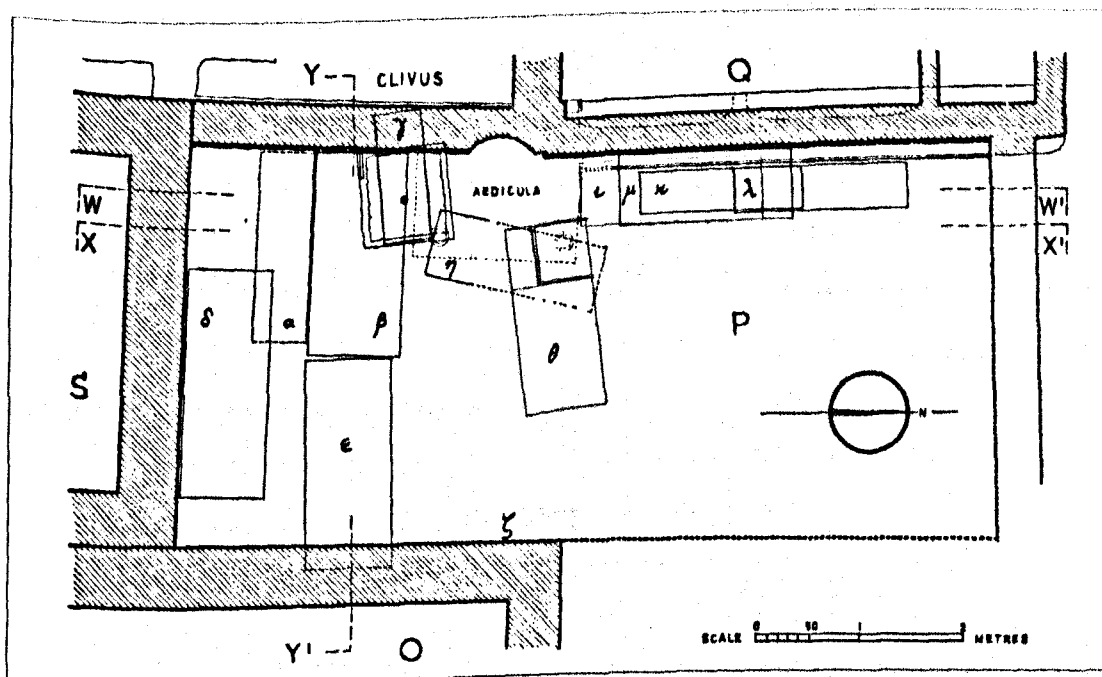 Y CLIVUS Q
γ
AEDICULA
ι μ κ λ
W W'
X X'
η
δ α β P
θ
S
N
ε
ζ
0 50 1 2
SCALE METRES
Y' O